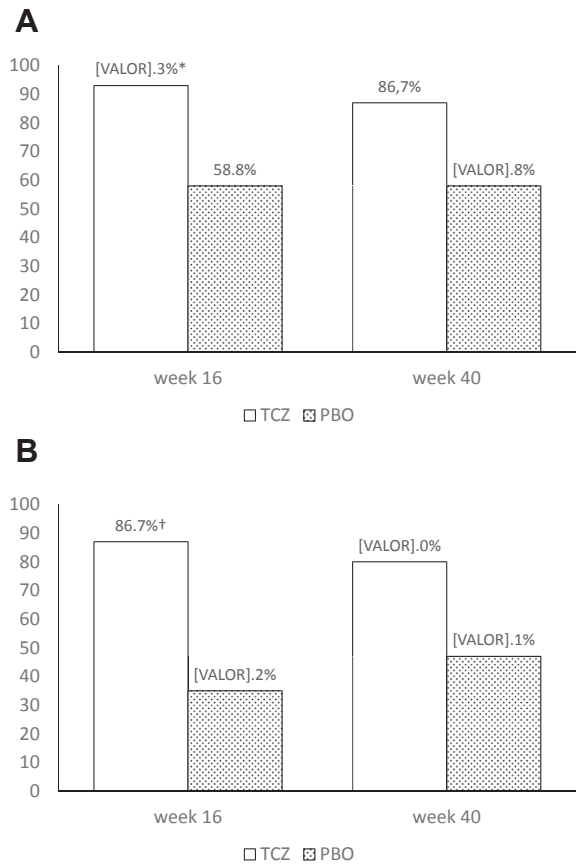 A
100
90
80
70
60
50
40
30
20
10
0
[VALOR].3%*
58.8%
86,7%
[VALOR].8%
week 16
week 40
TCZ PBO
B
100
90
80
70
60
50
40
30
20
10
0
86.7%†
[VALOR].2%
[VALOR].0%
[VALOR].1%
week 16
week 40
TCZ PBO